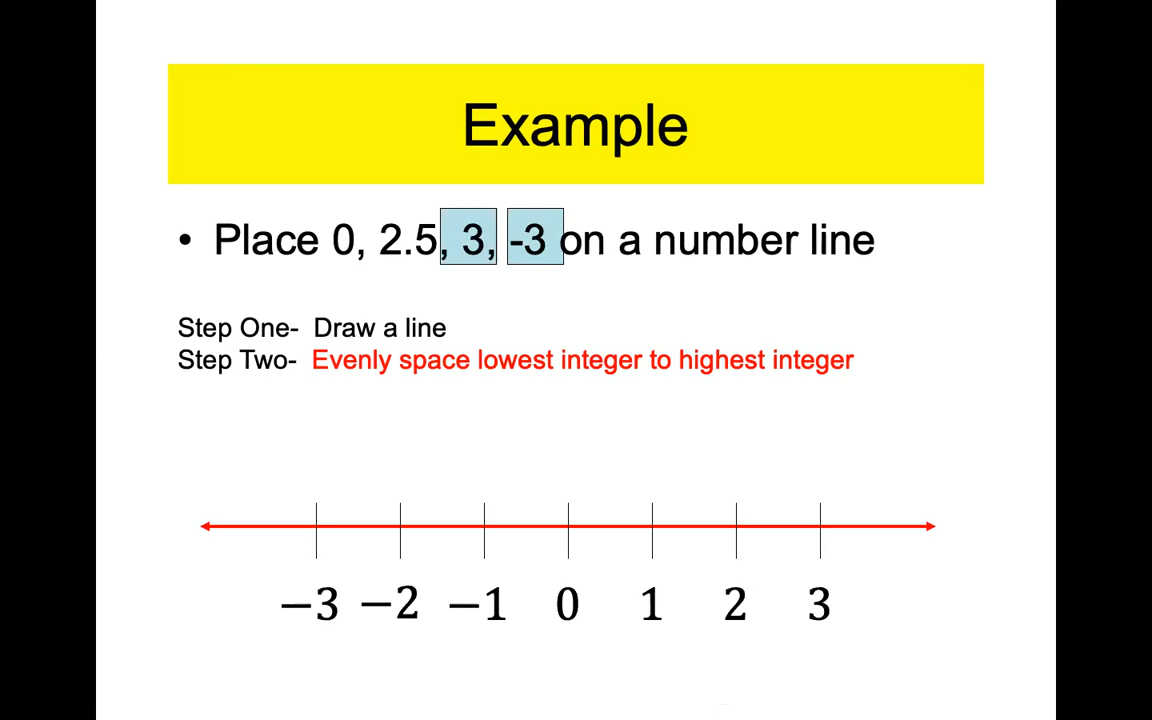 Example
• Place 0, 2.5, 3, -3 on a number line
Step One- Draw a line
Step Two- Evenly space lowest integer to highest integer
−3 −2 −1 0 1 2 3